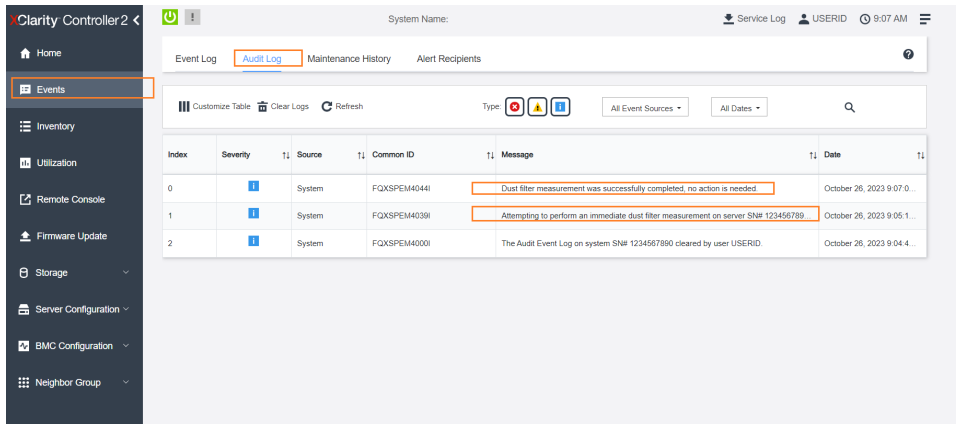 XClarity Controller 2
System Name:
Service Log
USERID
9:07 AM
Home
Events
Inventory
Utilization
Remote Console
Firmware Update
Storage
Server Configuration
BMC Configuration
Neighbor Group
Event Log
Audit Log
Maintenance History
Alert Recipients
Customize Table
Clear Logs
Refresh
Type:
All Event Sources
All Dates
Index Severity Source Common ID Message Date
0 System FQXSPEM4044I Dust filter measurement was successfully completed, no action is needed. October 26, 2023 9:07:0...
1 System FQXSPEM4039I Attempting to perform an immediate dust filter measurement on server SN# 123456789... October 26, 2023 9:05:1...
2 System FQXSPEM4000I The Audit Event Log on system SN# 1234567890 cleared by user USERID. October 26, 2023 9:04:4...